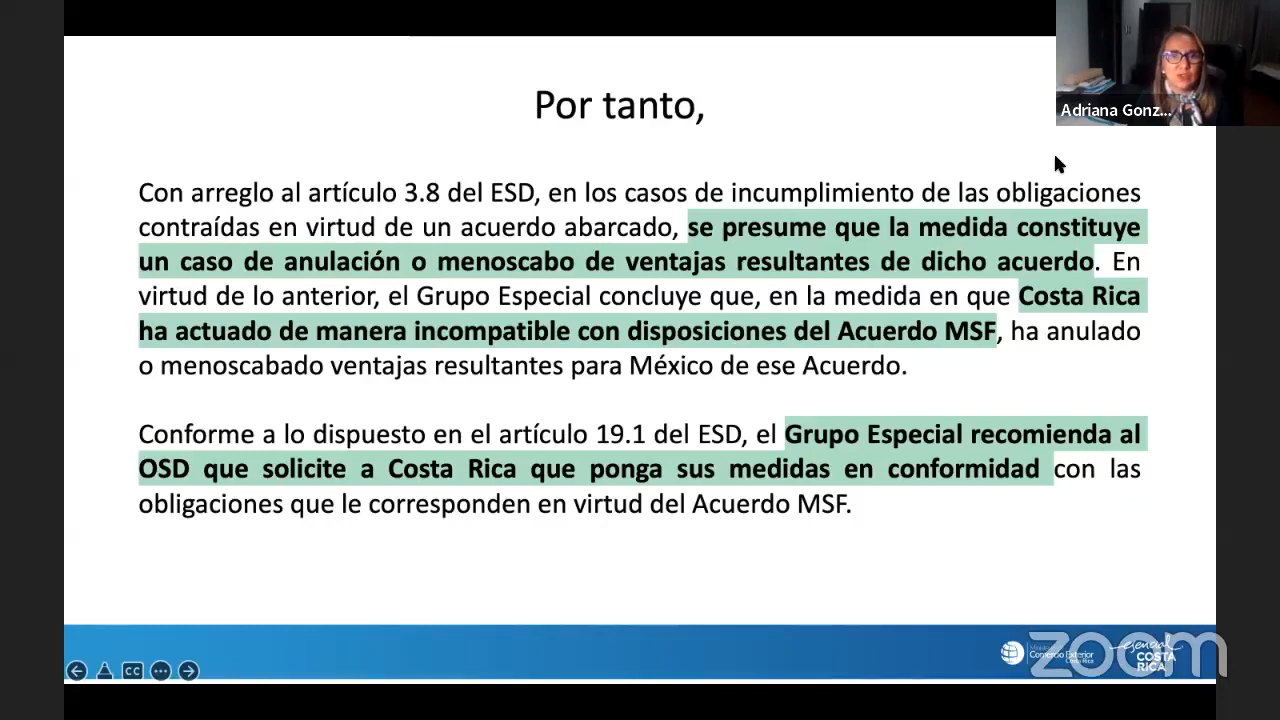 Adriana Gonz...
Por tanto,
Con arreglo al artículo 3.8 del ESD, en los casos de incumplimiento de las obligaciones
contraídas en virtud de un acuerdo abarcado, se presume que la medida constituye
un caso de anulación o menoscabo de ventajas resultantes de dicho acuerdo. En
virtud de lo anterior, el Grupo Especial concluye que, en la medida en que Costa Rica
ha actuado de manera incompatible con disposiciones del Acuerdo MSF, ha anulado
o menoscabado ventajas resultantes para México de ese Acuerdo.
Conforme a lo dispuesto en el artículo 19.1 del ESD, el Grupo Especial recomienda al
OSD que solicite a Costa Rica que ponga sus medidas en conformidad con las
obligaciones que le corresponden en virtud del Acuerdo MSF.
CC
Comercio Exterior
Costa Rica
esencial
COSTA
RICA
zoom